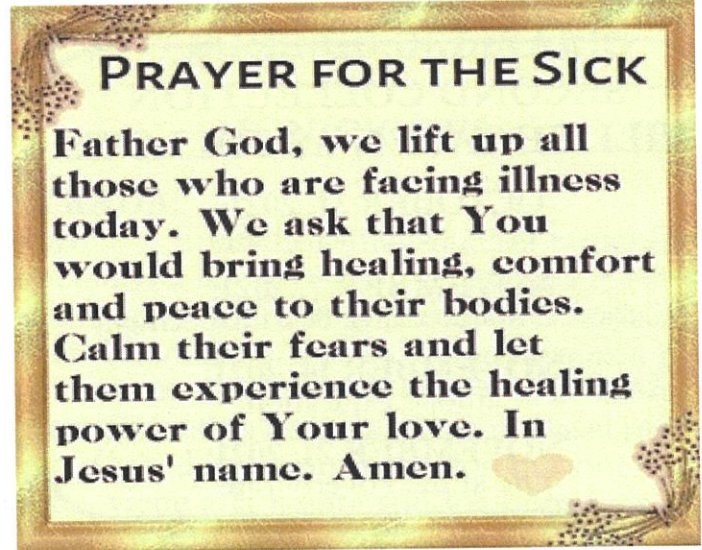 PRAYER FOR THE SICK
Father God, we lift up all
those who are facing illness
today. We ask that You
would bring healing, comfort
and peace to their bodies.
Calm their fears and let
them experience the healing
power of Your love. In
Jesus' name. Amen.